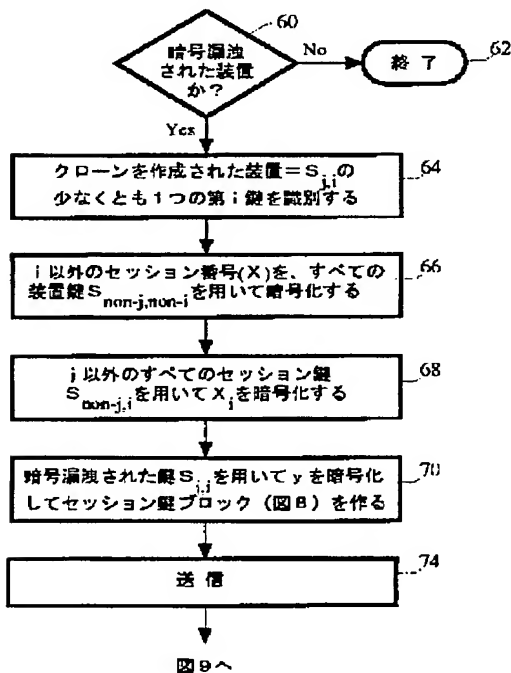 60
暗号漏洩
された装置
か?
No
終 了
62
Yes
クローンを作成された装置=S j,i の
少なくとも1つの第i鍵を識別する
64
i以外のセッション番号(X)を、すべての
装置鍵S non-j,non-i を用いて暗号化する
66
j以外のすべてのセッション鍵
S non-j,i を用いてX i を暗号化する
68
暗号漏洩された鍵S j,i を用いてyを暗号化
してセッション鍵ブロック(図8)を作る
70
送 信
74
図9へ